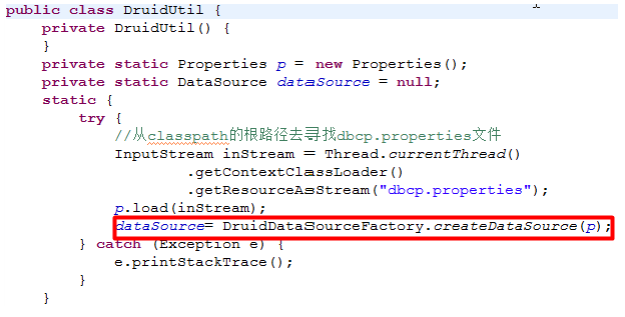 public class DruidUtil {
private DruidUtil() {
}
private static Properties p = new Properties();
private static DataSource dataSource = null;
static {
try {
//从classpath的根路径去寻找dbcp.properties文件
InputStream inStream = Thread.currentThread()
.getContextClassLoader()
.getResourceAsStream("dbcp.properties");
p.load(inStream);
dataSource= DruidDataSourceFactory.createDataSource(p);
} catch (Exception e) {
e.printStackTrace();
}
}